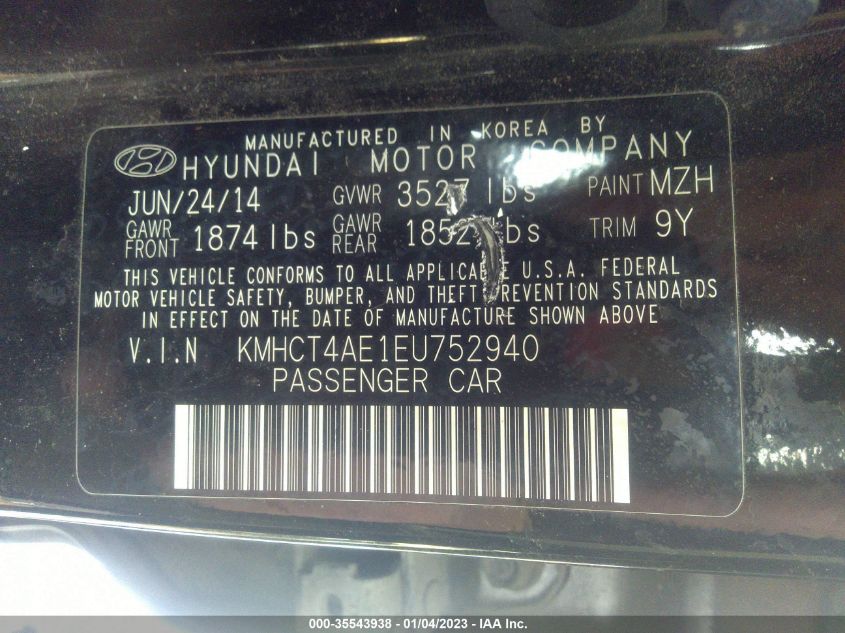 MANUFACTURED IN KOREA BY
HYUNDAI MOTOR COMPANY
JUN/24/14 GVWR 3527 lbs PAINT MZH
GAWR FRONT 1874 lbs GAWR REAR 1852 lbs TRIM 9Y
THIS VEHICLE CONFORMS TO ALL APPLICABLE U.S.A. FEDERAL
MOTOR VEHICLE SAFETY, BUMPER, AND THEFT PREVENTION STANDARDS
IN EFFECT ON THE DATE OF MANUFACTURE SHOWN ABOVE
V.I.N KMHCT4AE1EU752940
PASSENGER CAR
000-35543938 - 01/04/2023 - IAA Inc.